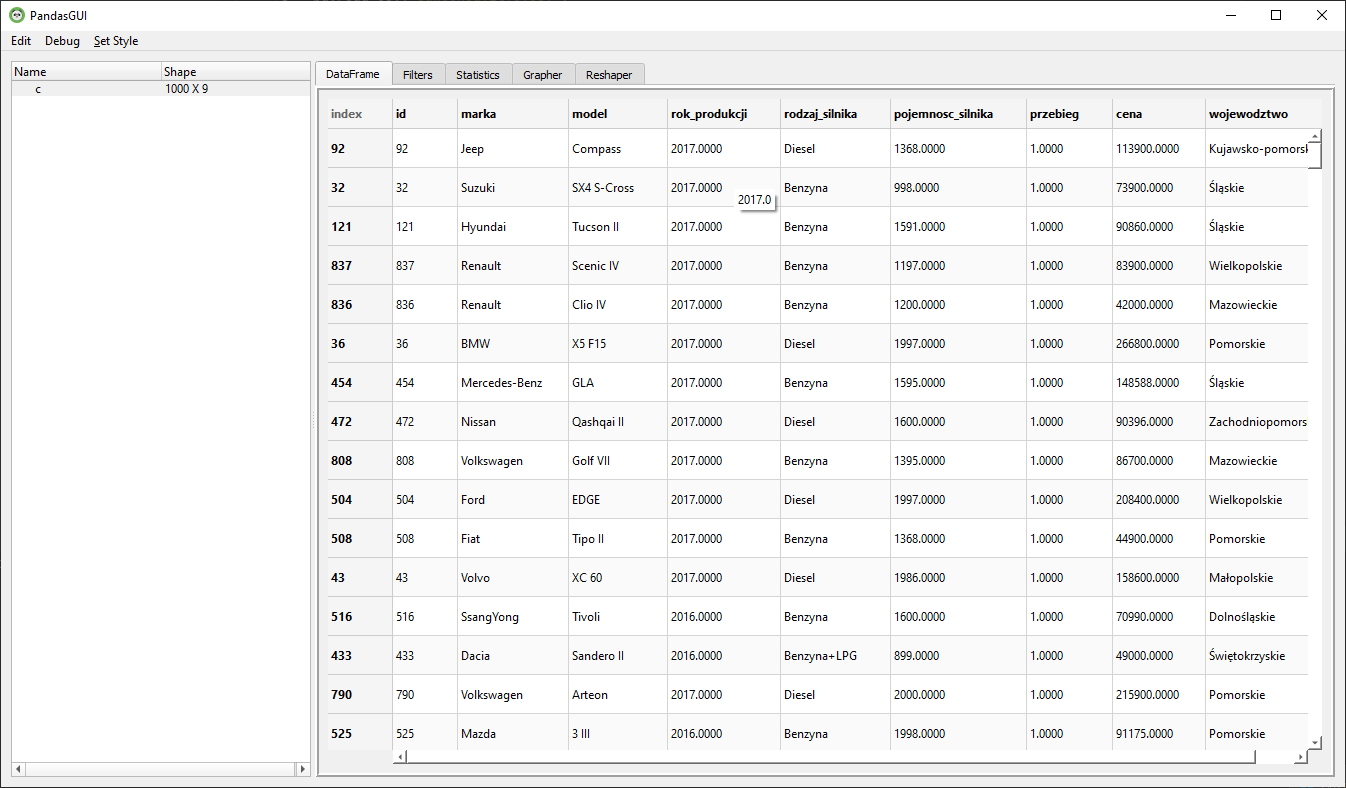 PandasGUI
Edit Debug Set Style
Name Shape
c 1000 X 9
DataFrame Filters Statistics Grapher Reshaper
index id marka model rok_produkcji rodzaj_silnika pojemnosc_silnika przebieg cena wojewodztwo
92 92 Jeep Compass 2017.0000 Diesel 1368.0000 1.0000 113900.0000 Kujawsko-pomorsk
32 32 Suzuki SX4 S-Cross 2017.0000 Benzyna 998.0000 1.0000 73900.0000 Śląskie
2017.0
121 121 Hyundai Tucson II 2017.0000 Benzyna 1591.0000 1.0000 90860.0000 Śląskie
837 837 Renault Scenic IV 2017.0000 Benzyna 1197.0000 1.0000 83900.0000 Wielkopolskie
836 836 Renault Clio IV 2017.0000 Benzyna 1200.0000 1.0000 42000.0000 Mazowieckie
36 36 BMW X5 F15 2017.0000 Diesel 1997.0000 1.0000 266800.0000 Pomorskie
454 454 Mercedes-Benz GLA 2017.0000 Benzyna 1595.0000 1.0000 148588.0000 Śląskie
472 472 Nissan Qashqai II 2017.0000 Diesel 1600.0000 1.0000 90396.0000 Zachodniopomors
808 808 Volkswagen Golf VII 2017.0000 Benzyna 1395.0000 1.0000 86700.0000 Mazowieckie
504 504 Ford EDGE 2017.0000 Diesel 1997.0000 1.0000 208400.0000 Wielkopolskie
508 508 Fiat Tipo II 2017.0000 Benzyna 1368.0000 1.0000 44900.0000 Pomorskie
43 43 Volvo XC 60 2017.0000 Diesel 1986.0000 1.0000 158600.0000 Małopolskie
516 516 SsangYong Tivoli 2016.0000 Benzyna 1600.0000 1.0000 70990.0000 Dolnośląskie
433 433 Dacia Sandero II 2016.0000 Benzyna+LPG 899.0000 1.0000 49000.0000 Świętokrzyskie
790 790 Volkswagen Arteon 2017.0000 Diesel 2000.0000 1.0000 215900.0000 Pomorskie
525 525 Mazda 3 III 2016.0000 Benzyna 1998.0000 1.0000 91175.0000 Pomorskie